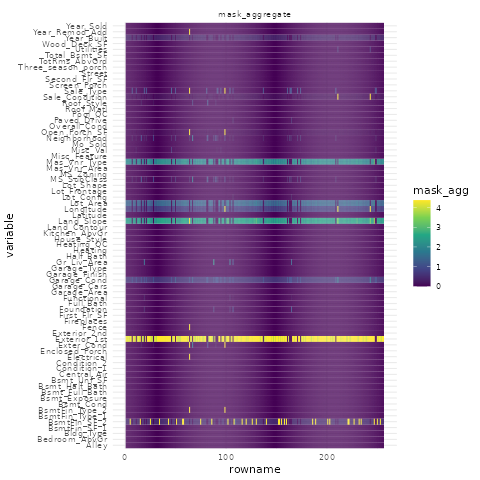 mask_aggregate
Year_Sold
Year_Remod_Add
Year_Built
Wood_Deck_SF
Utilities
Total_Bsmt_SF
TotRms_AbvGrd
Three_season_porch
Street
Second_Flr_SF
Screen_Porch
Sale_Type
Sale_Condition
Roof_Style
Roof_Matl
Pool_QC
Paved_Drive
Overall_Cond
Open_Porch_SF
Neighborhood
Mo_Sold
Misc_Val
Misc_Feature
Mas_Vnr_Type
Mas_Vnr_Area
MS_Zoning
MS_SubClass
Lot_Shape
Lot_Frontage
Lot_Config
Lot_Area
Longitude
Latitude
Land_Slope
Land_Contour
Kitchen_AbvGr
House_Style
Heating_QC
Heating
Half_Bath
Gr_Liv_Area
Garage_Type
Garage_Finish
Garage_Cond
Garage_Cars
Garage_Area
Functional
Full_Bath
Foundation
First_Flr_SF
Fireplaces
Fence
Exterior_2nd
Exterior_1st
Exter_Cond
Enclosed_Porch
Electrical
Condition_2
Condition_1
Central_Air
Bsmt_Unf_SF
Bsmt_Half_Bath
Bsmt_Full_Bath
Bsmt_Exposure
Bsmt_Cond
BsmtFin_Type_2
BsmtFin_Type_1
BsmtFin_SF_2
BsmtFin_SF_1
Bldg_Type
Bedroom_AbvGr
Alley
variable
0
100
200
rowname
mask_agg
4
3
2
1
0